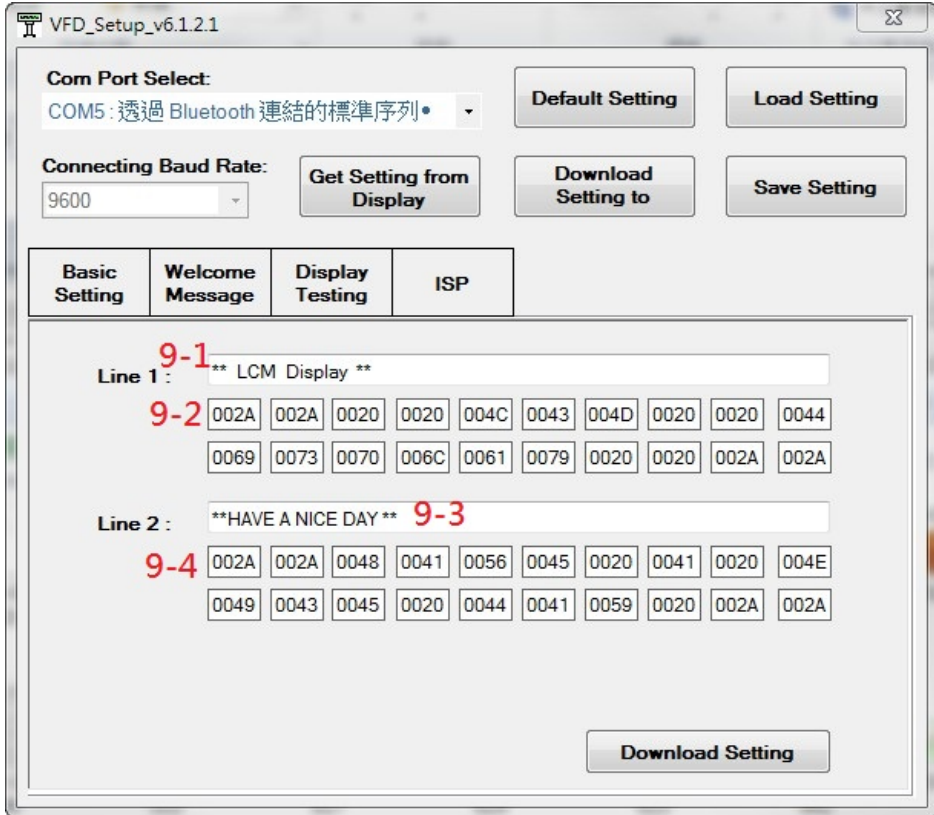 VFD_Setup_v6.1.2.1
Com Port Select:
COM5 : 透過 Bluetooth 連結的標準序列•
Default Setting
Load Setting
Connecting Baud Rate:
9600
Get Setting from
Display
Download
Setting to
Save Setting
Basic
Setting
Welcome
Message
Display
Testing
ISP
9-1
Line 1 :
** LCM Display **
9-2
002A 002A 0020 0020 004C 0043 004D 0020 0020 0044
0069 0073 0070 006C 0061 0079 0020 0020 002A 002A
Line 2 :
**HAVE A NICE DAY **
9-3
9-4
002A 002A 0048 0041 0056 0045 0020 0041 0020 004E
0049 0043 0045 0020 0044 0041 0059 0020 002A 002A
Download Setting